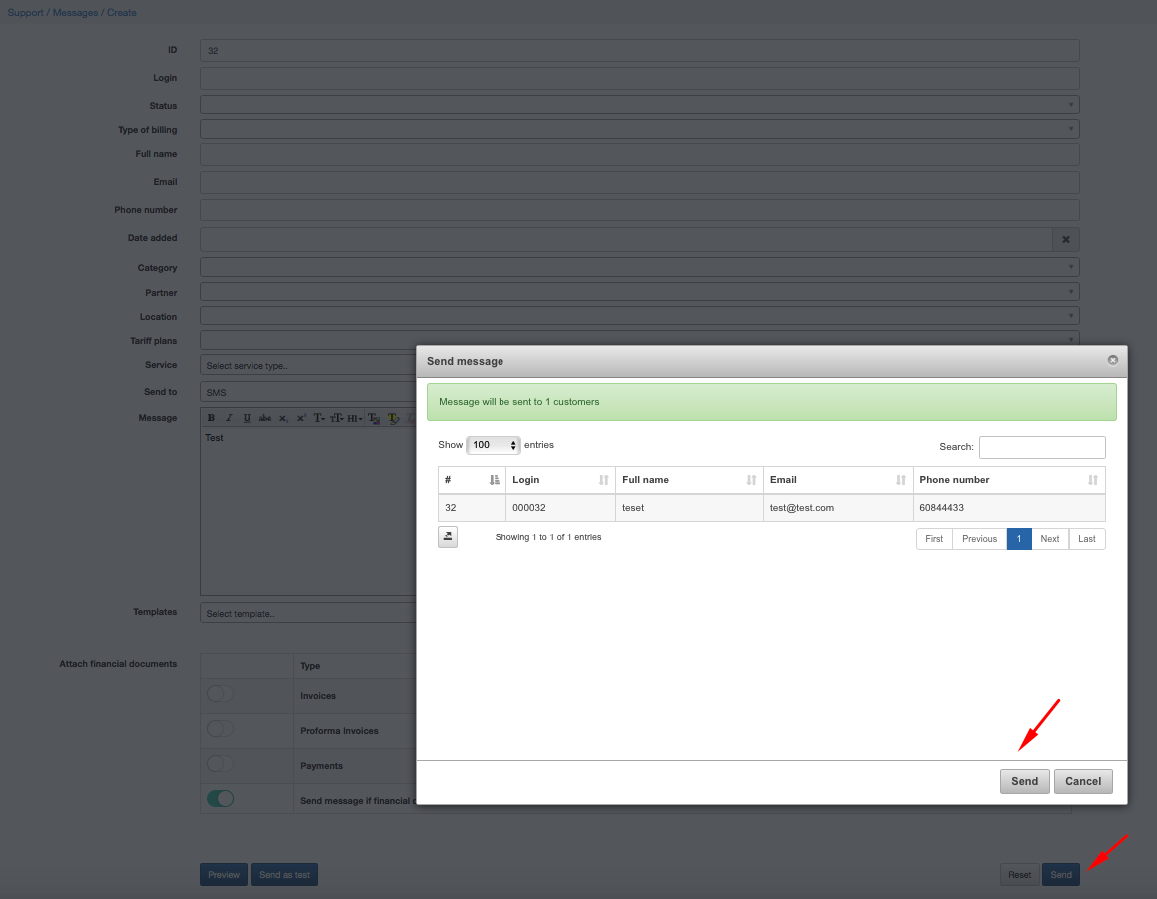 Support / Messages / Create
ID 32
Login
Status
Type of billing
Full name
Email
Phone number
Date added
Category
Partner
Location
Tariff plans
Service Select service type..
Send to SMS
Message
Test
Templates Select template..
Attach financial documents
Type
Invoices
Proforma Invoices
Payments
Send message if financial
Preview Send as test Reset Send
Send message
Message will be sent to 1 customers
Show 100 entries Search:
# Login Full name Email Phone number
32 000032 teset test@test.com 60844433
Showing 1 to 1 of 1 entries First Previous 1 Next Last
Send Cancel